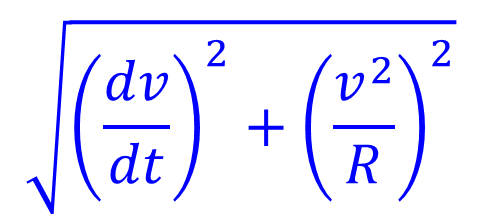 √((dv/dt)² + (v²/R)²)